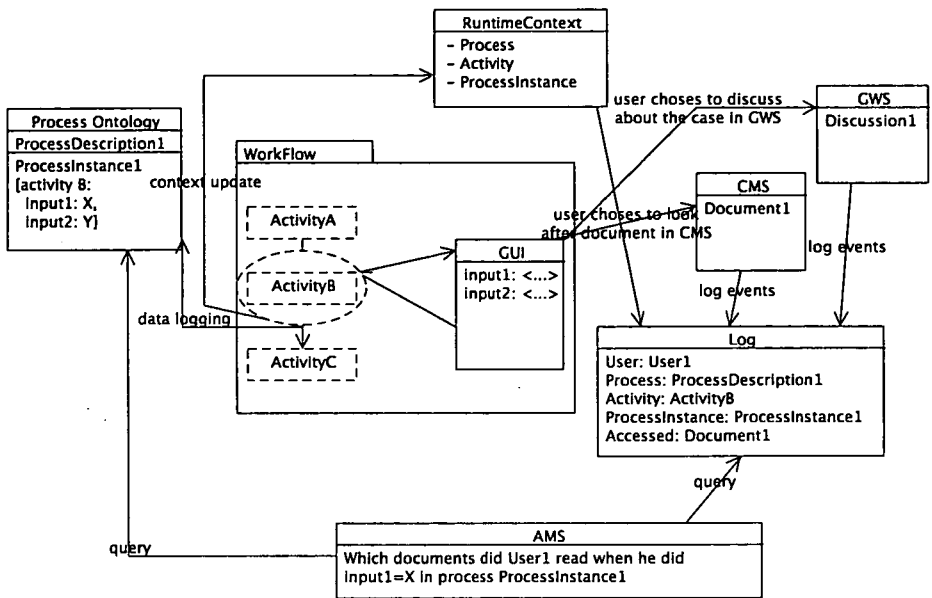 RuntimeContext
- Process
- Activity
- ProcessInstance
Process Ontology
ProcessDescription1
ProcessInstance1
{activity B:
input1: X,
input2: Y}
context update
WorkFlow
ActivityA
ActivityB
ActivityC
data logging
GUI
input1: <...>
input2: <...>
user choses to discuss
about the case in GWS
GWS
Discussion1
user choses to look
after document in CMS
CMS
Document1
log events
log events
Log
User: User1
Process: ProcessDescription1
Activity: ActivityB
ProcessInstance: ProcessInstance1
Accessed: Document1
query
query
AMS
Which documents did User1 read when he did
input1=X in process ProcessInstance1